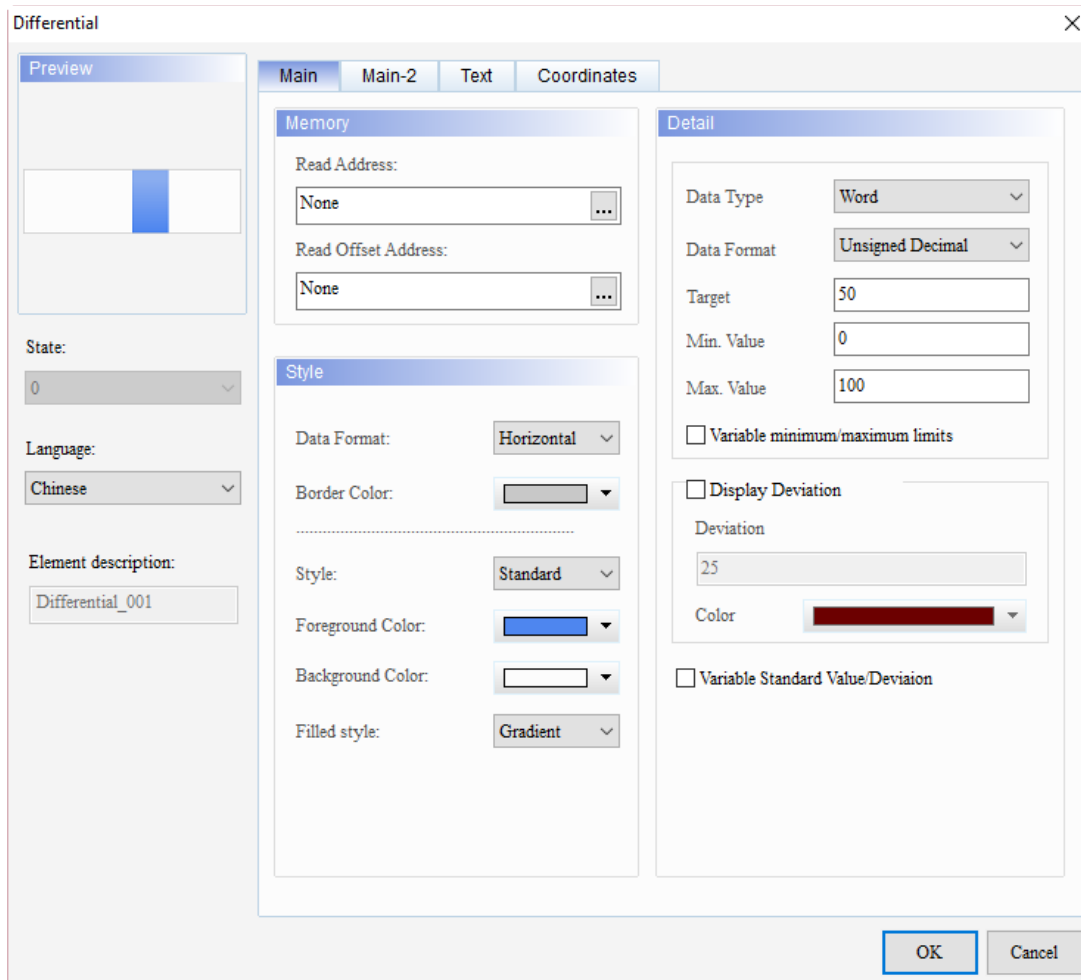 Differential
Preview
Main
Main-2
Text
Coordinates
Memory
Read Address:
None
...
Read Offset Address:
None
...
State:
0
Language:
Chinese
Element description:
Differential_001
Style
Data Format:
Horizontal
Border Color:
Style:
Standard
Foreground Color:
Background Color:
Filled style:
Gradient
Detail
Data Type
Word
Data Format
Unsigned Decimal
Target
50
Min. Value
0
Max. Value
100
Variable minimum/maximum limits
Display Deviation
Deviation
25
Color
Variable Standard Value/Deviaion
OK
Cancel